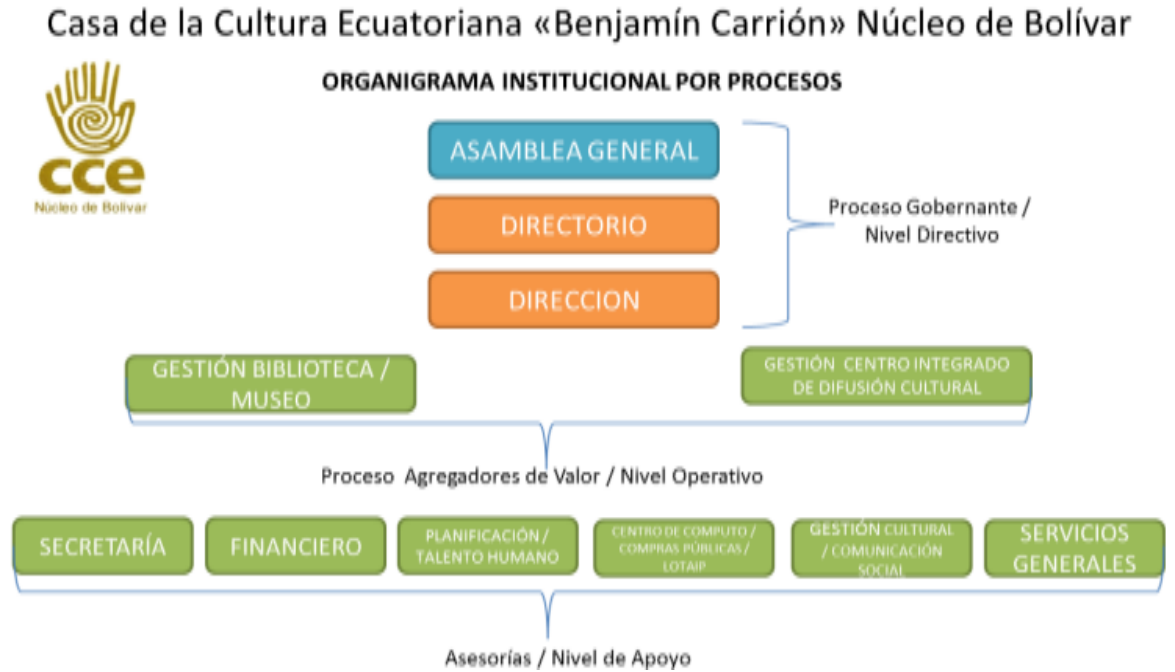 Casa de la Cultura Ecuatoriana «Benjamín Carrión» Núcleo de Bolívar
cce
Núcleo de Bolivar
ORGANIGRAMA INSTITUCIONAL POR PROCESOS
ASAMBLEA GENERAL
DIRECTORIO
DIRECCION
Proceso Gobernante /
Nivel Directivo
GESTIÓN BIBLIOTECA /
MUSEO
GESTIÓN CENTRO INTEGRADO
DE DIFUSIÓN CULTURAL
Proceso Agregadores de Valor / Nivel Operativo
SECRETARÍA
FINANCIERO
PLANIFICACIÓN /
TALENTO HUMANO
CENTRO DE COMPUTO /
COMPRAS PÚBLICAS /
LOTAIP
GESTIÓN CULTURAL
/ COMUNICACIÓN
SOCIAL
SERVICIOS
GENERALES
Asesorías / Nivel de Apoyo